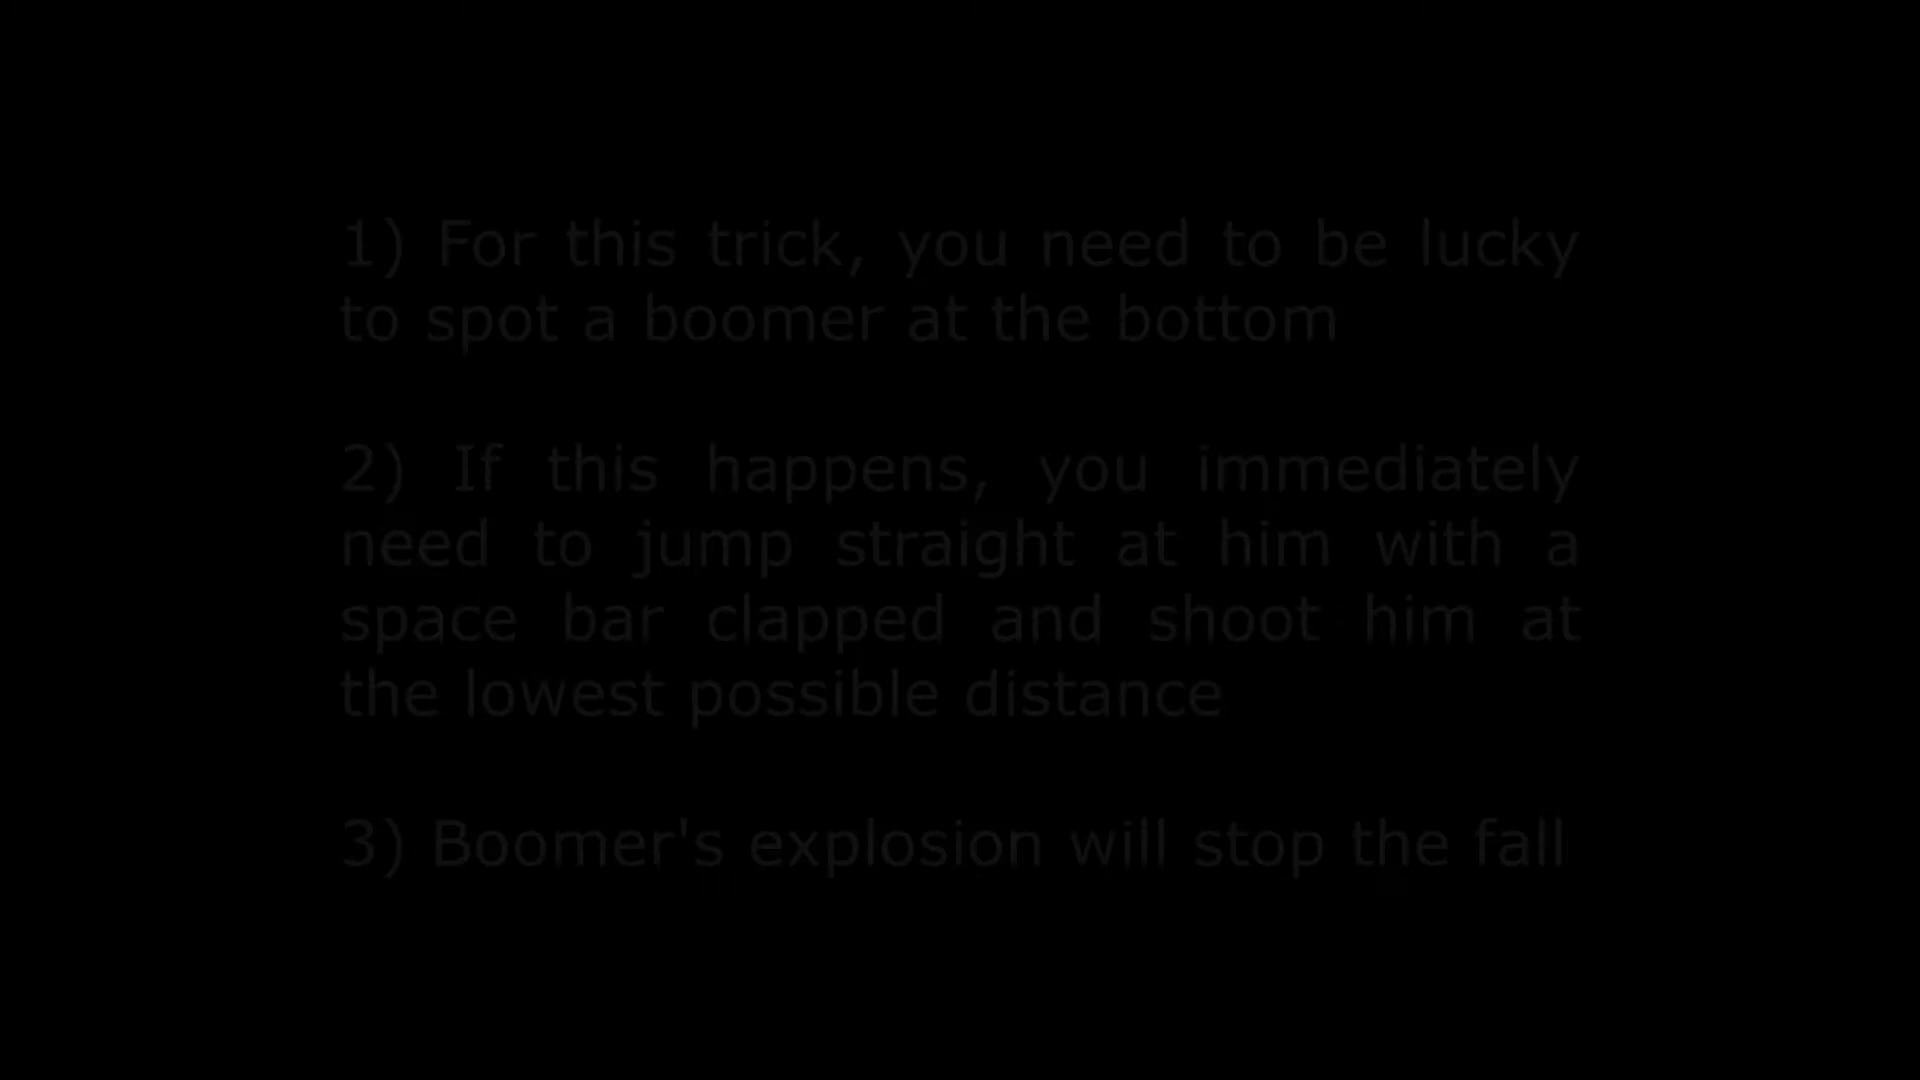 1) For this trick, you need to be lucky
to spot a boomer at the bottom
2) If this happens, you immediately
need to jump straight at him with a
space bar clapped and shoot him at
the lowest possible distance
3) Boomer's explosion will stop the fall